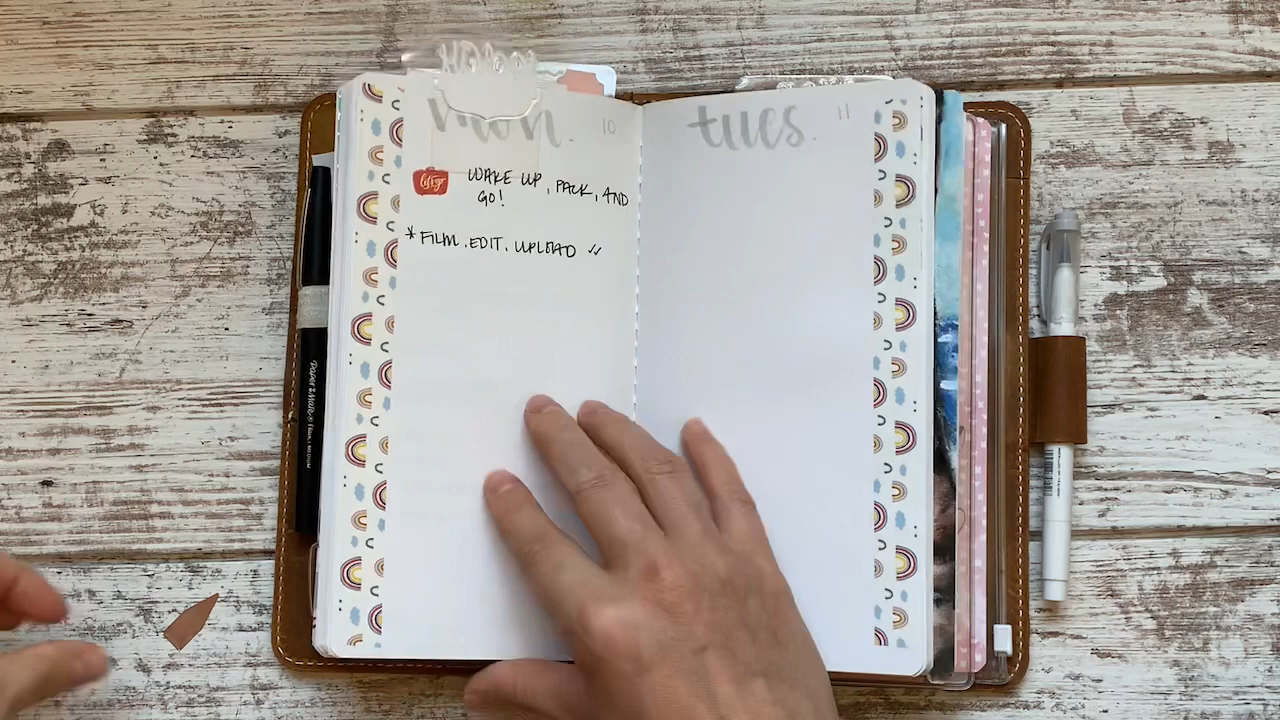 mon. 10
WAKE UP, PACK, AND
GO!
* FILM. EDIT. UPLOAD
tues. 11